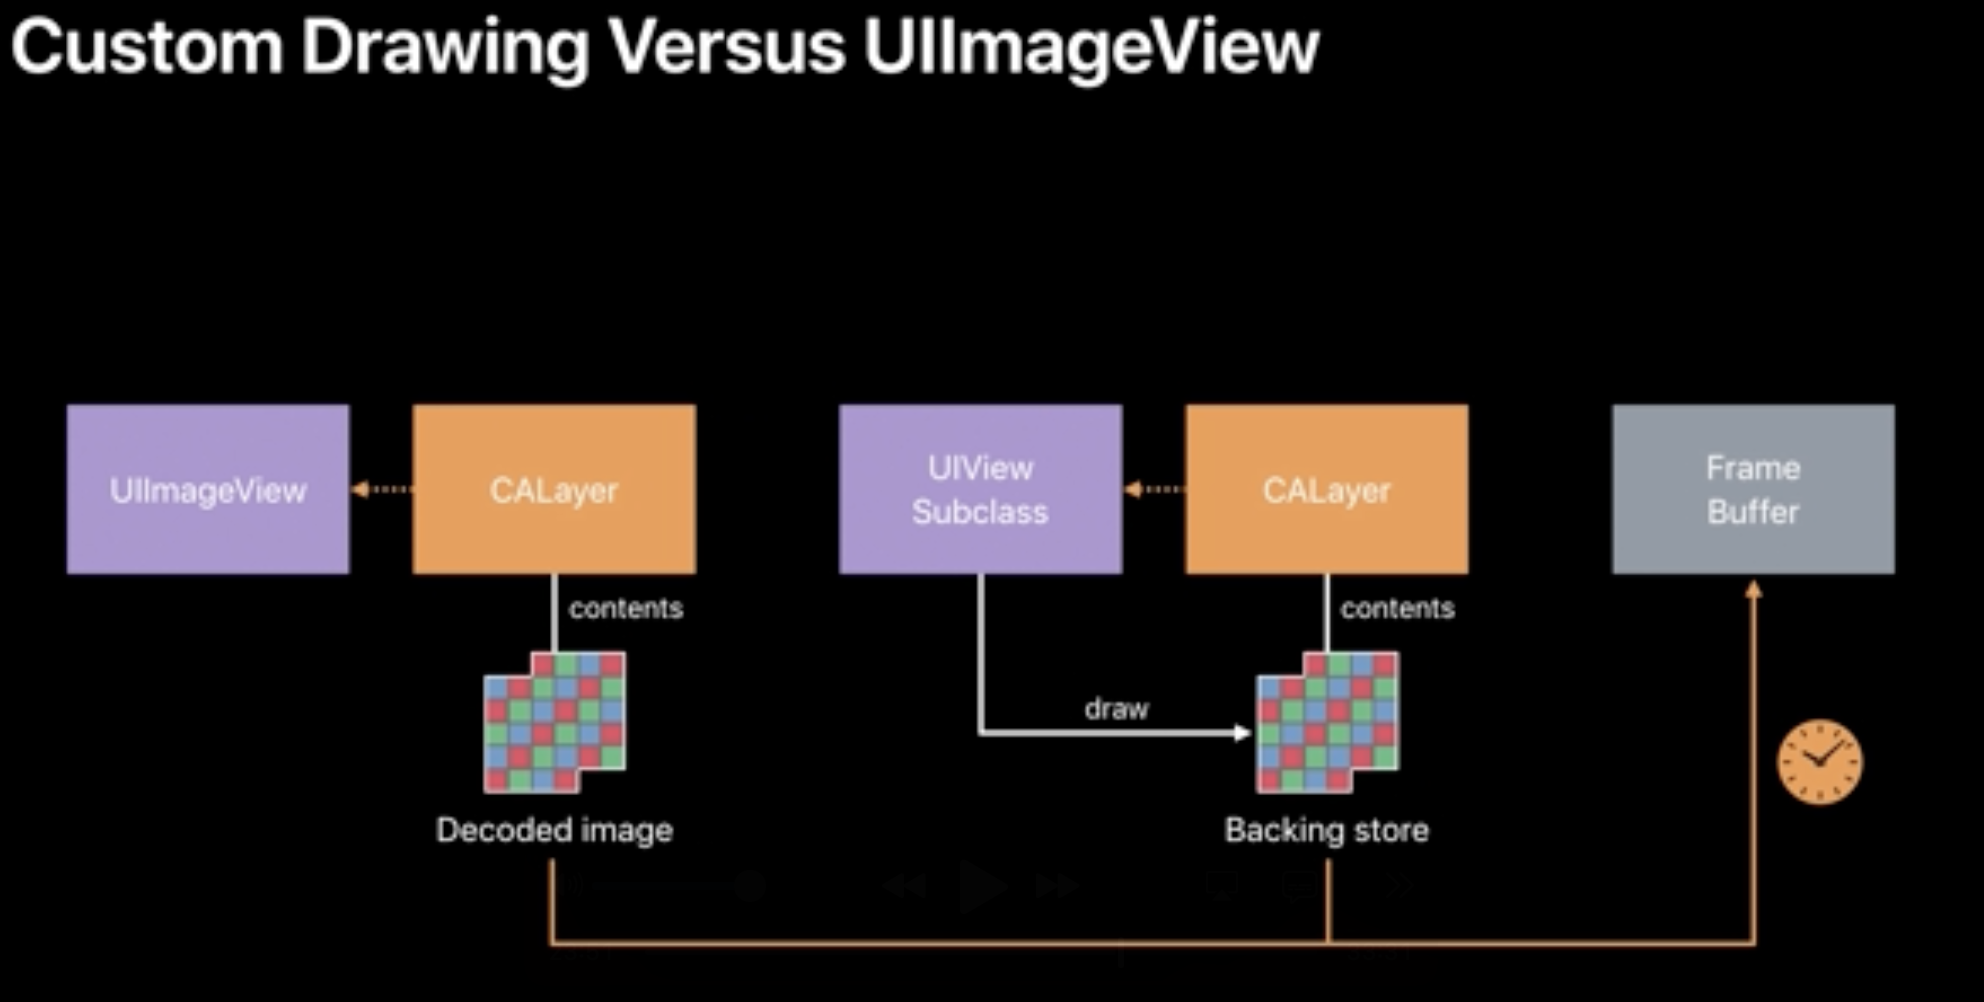 Custom Drawing Versus UIImageView
UIImageView
CALayer
UIView
Subclass
CALayer
Frame
Buffer
contents
contents
draw
Decoded image
Backing store